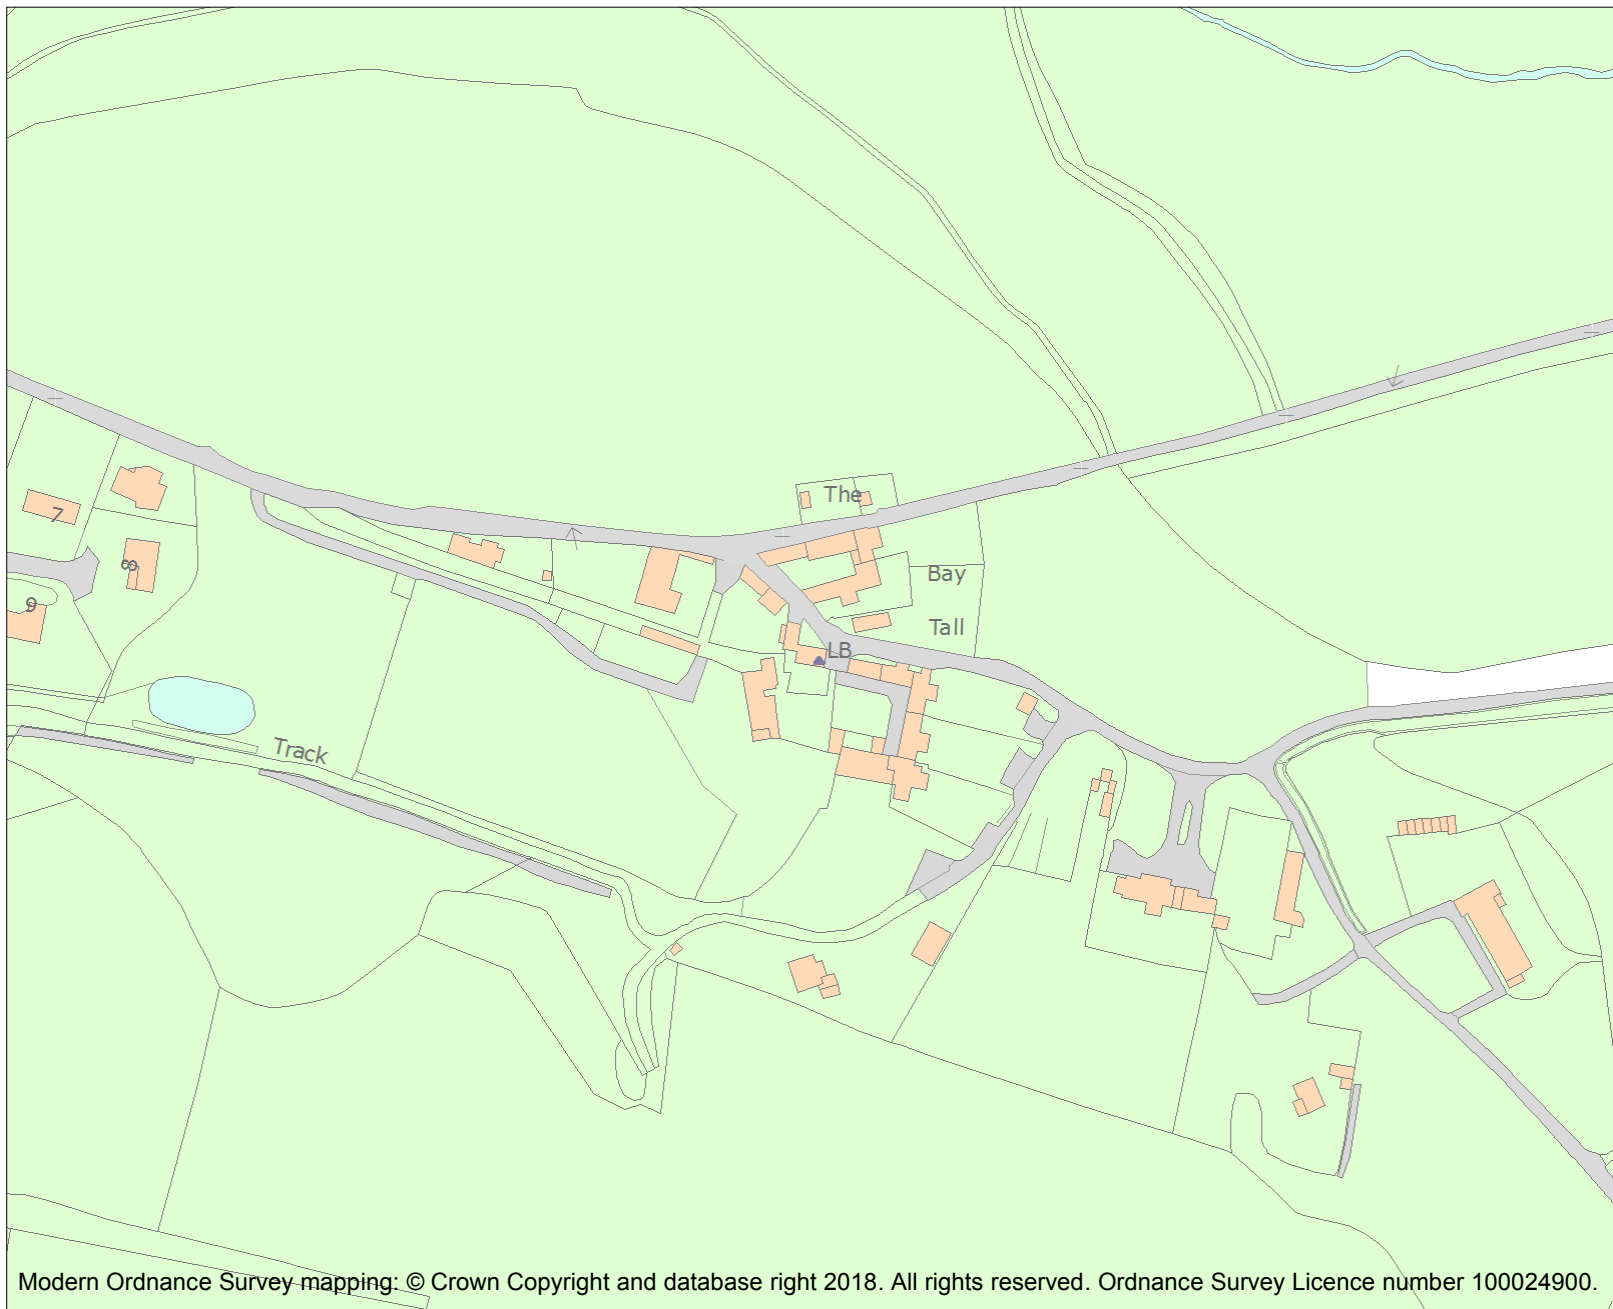 The
7
Bay
8
9
Tall
LB
Track
Modern Ordnance Survey mapping: © Crown Copyright and database right 2018. All rights reserved. Ordnance Survey Licence number 100024900.